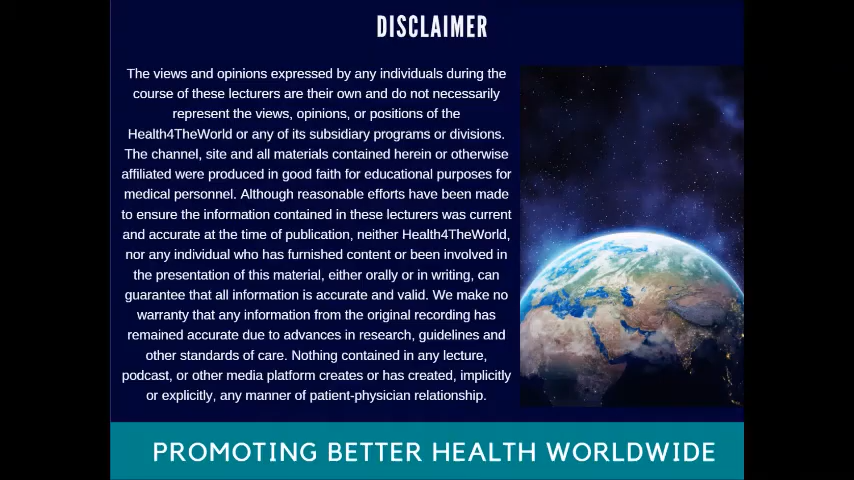 DISCLAIMER
The views and opinions expressed by any individuals during the
course of these lecturers are their own and do not necessarily
represent the views, opinions, or positions of the
Health4TheWorld or any of its subsidiary programs or divisions.
The channel, site and all materials contained herein or otherwise
affiliated were produced in good faith for educational purposes for
medical personnel. Although reasonable efforts have been made
to ensure the information contained in these lecturers was current
and accurate at the time of publication, neither Health4TheWorld,
nor any individual who has furnished content or been involved in
the presentation of this material, either orally or in writing, can
guarantee that all information is accurate and valid. We make no
warranty that any information from the original recording has
remained accurate due to advances in research, guidelines and
other standards of care. Nothing contained in any lecture,
podcast, or other media platform creates or has created, implicitly
or explicitly, any manner of patient-physician relationship.
PROMOTING BETTER HEALTH WORLDWIDE